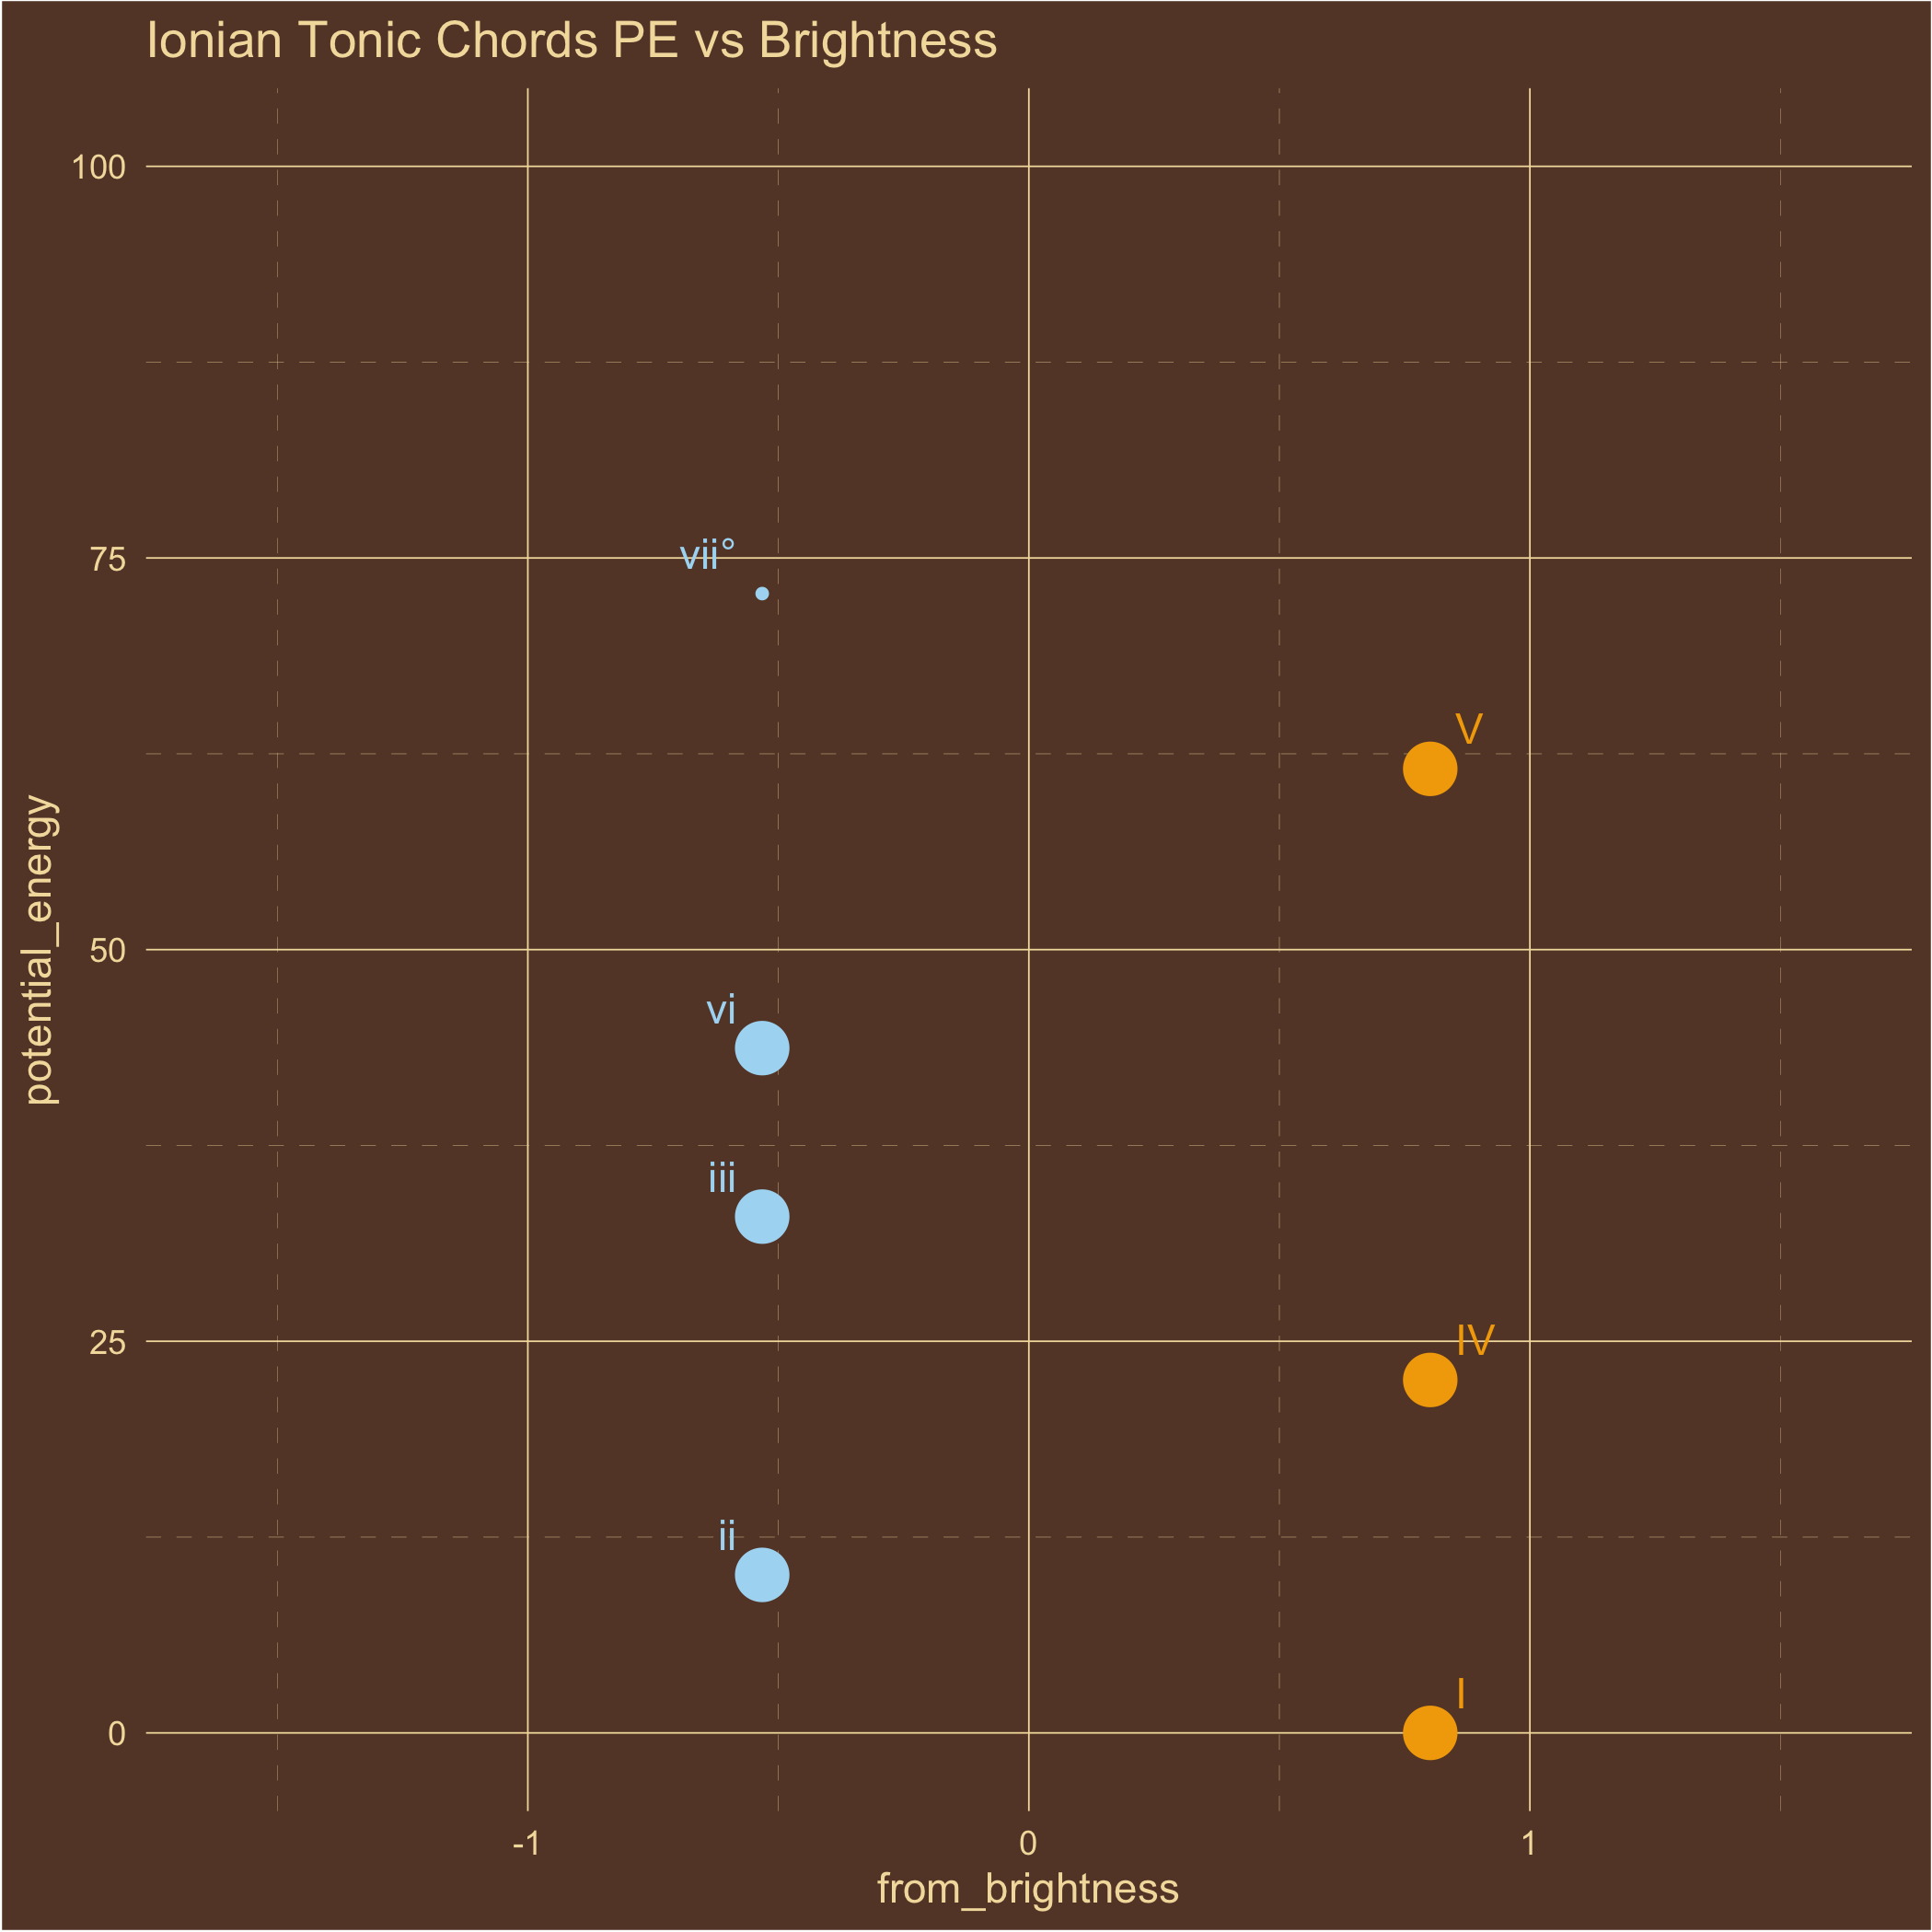 Ionian Tonic Chords PE vs Brightness
100
vii°
75
V
potential_energy
50
vi
iii
IV
25
ii
I
0
-1 0 1
from_brightness